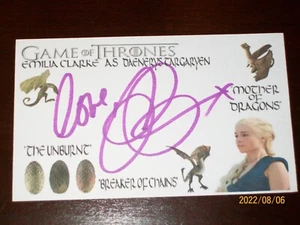 GAME OF THRONES
EMILIA CLARKE AS DAENERYS TARGARYEN
love
X
"MOTHER OF DRAGONS"
"THE UNBURNT"
"BREAKER OF CHAINS"
2022/08/06